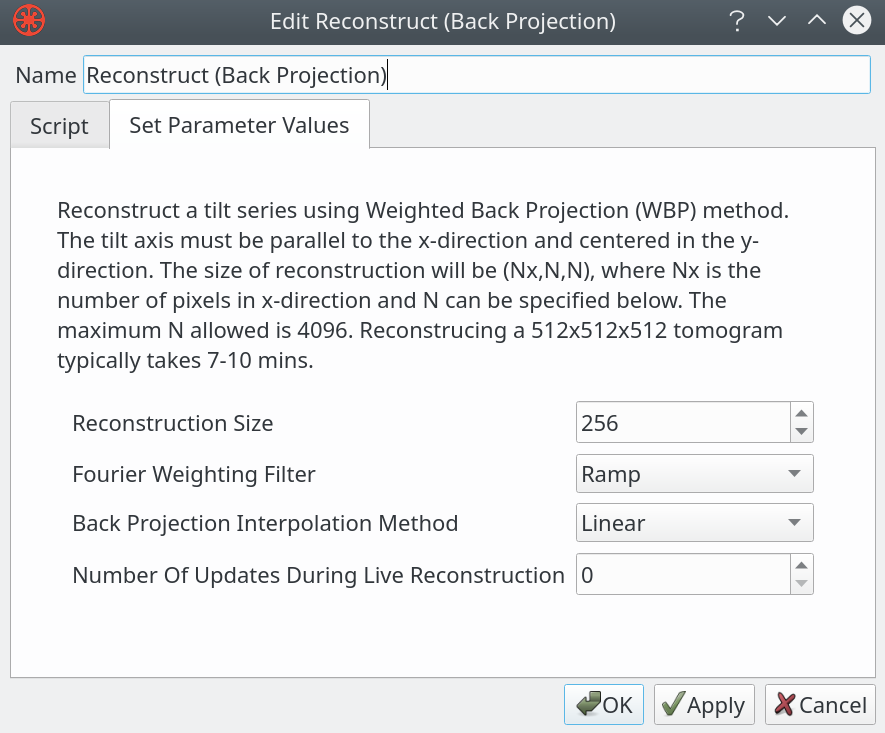 Edit Reconstruct (Back Projection)
Name Reconstruct (Back Projection)
Script Set Parameter Values
Reconstruct a tilt series using Weighted Back Projection (WBP) method.
The tilt axis must be parallel to the x-direction and centered in the y-
direction. The size of reconstruction will be (Nx,N,N), where Nx is the
number of pixels in x-direction and N can be specified below. The
maximum N allowed is 4096. Reconstrucing a 512x512x512 tomogram
typically takes 7-10 mins.
Reconstruction Size 256
Fourier Weighting Filter Ramp
Back Projection Interpolation Method Linear
Number Of Updates During Live Reconstruction 0
OK Apply Cancel